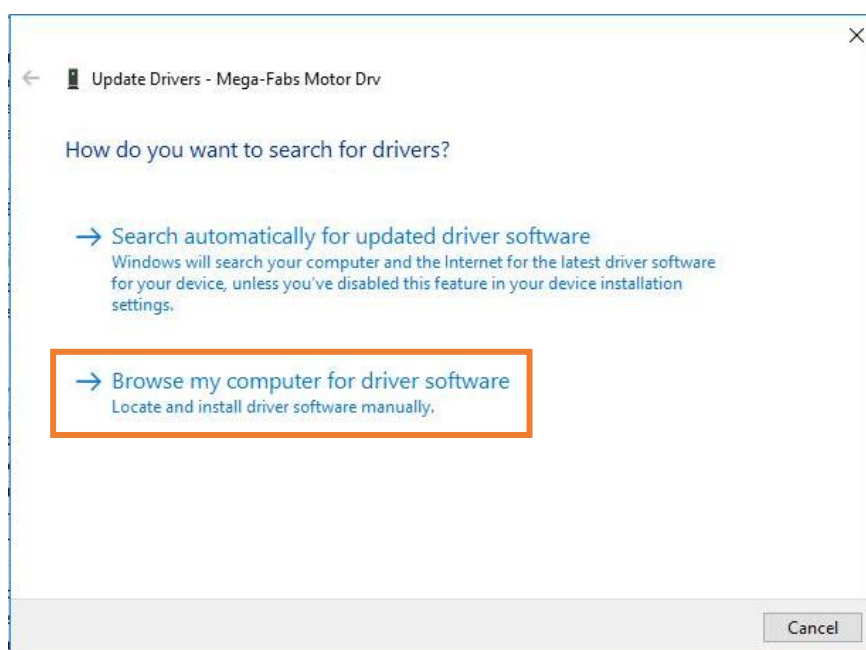 Update Drivers - Mega-Fabs Motor Drv
How do you want to search for drivers?
Search automatically for updated driver software
Windows will search your computer and the Internet for the latest driver software
for your device, unless you've disabled this feature in your device installation
settings.
Browse my computer for driver software
Locate and install driver software manually.
Cancel